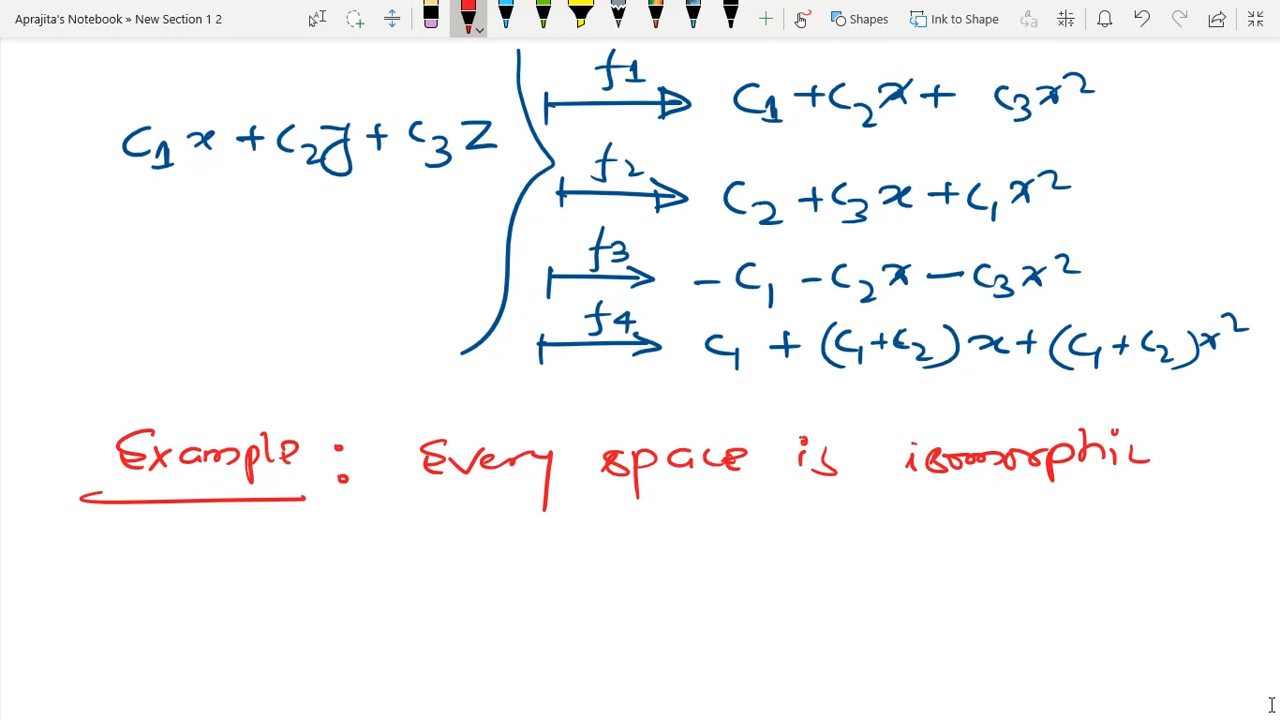 Aprajita's Notebook » New Section 1 2
Shapes
Ink to Shape
f1
c₁ + c₂x + c₃x²
c₁x + c₂y + c₃z
f2
c₂ + c₃x + c₁x²
f3
-c₁ - c₂x - c₃x²
f4
c₁ + (c₁+c₂)x + (c₁+c₂)x²
Example : Every space is isomorphic